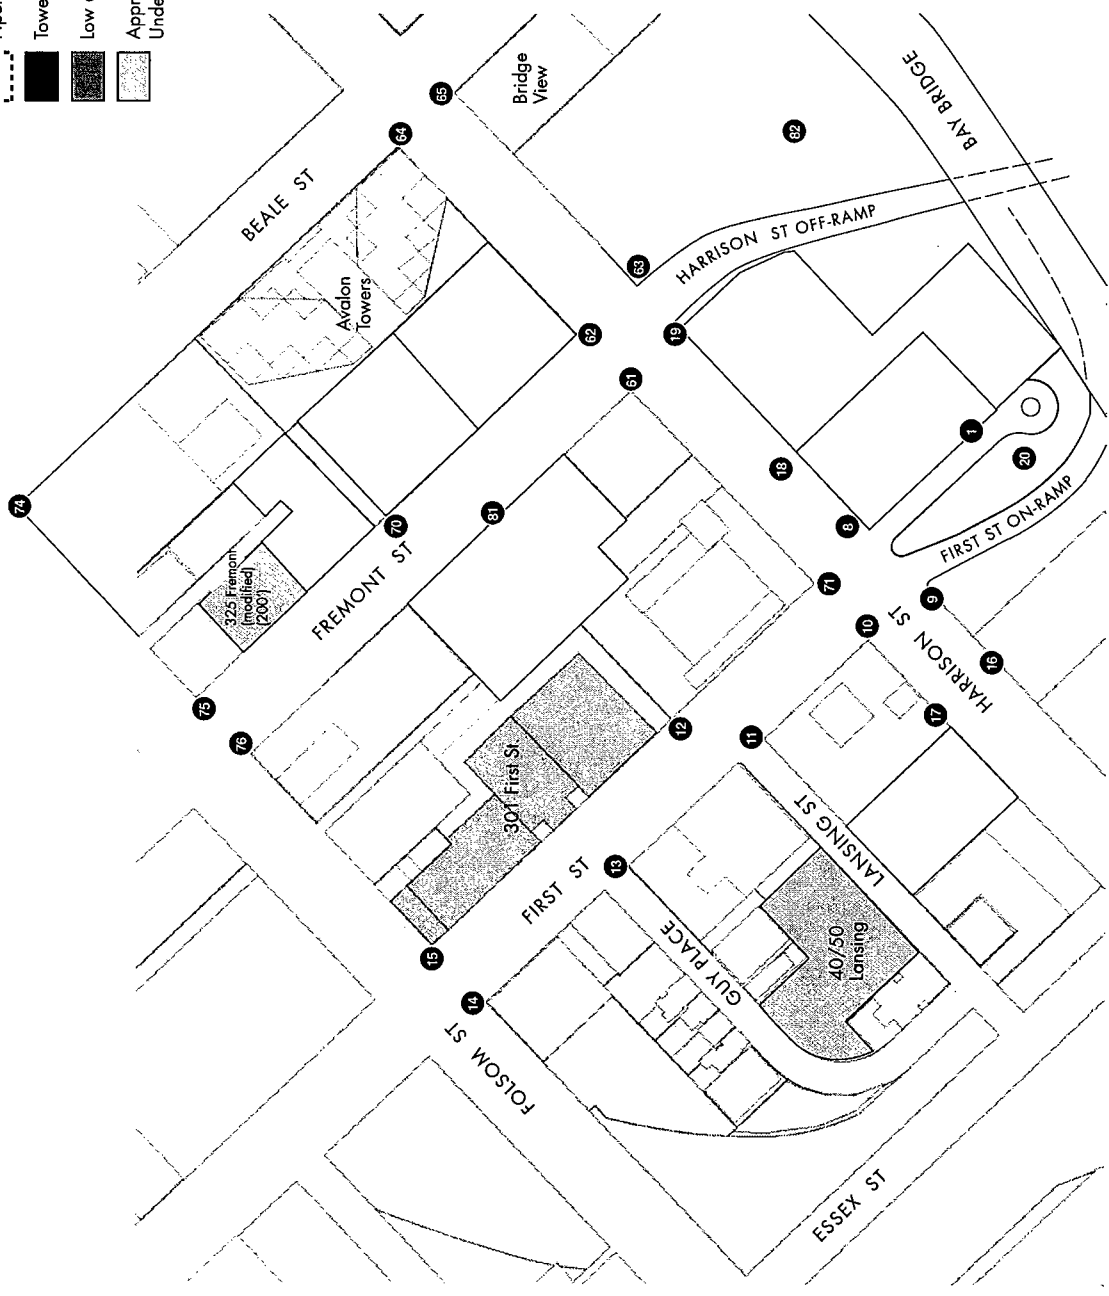 Towe
Low
Appr
Unde
65
Bridge
View
64
BAY BRIDGE
82
BEALE ST
63
HARRISON ST OFF-RAMP
Avalon
Towers
62
19
61
74
81
18
1
20
70
8
FIRST ST ON-RAMP
325 Fremont
(modified)
(200')
FREMONT ST
71
9
10
HARRISON ST
16
75
76
12
11
17
301 First St
LANSING ST
13
FIRST ST
40/50
Lansing
15
GUY PLACE
14
FOLSOM ST
ESSEX ST